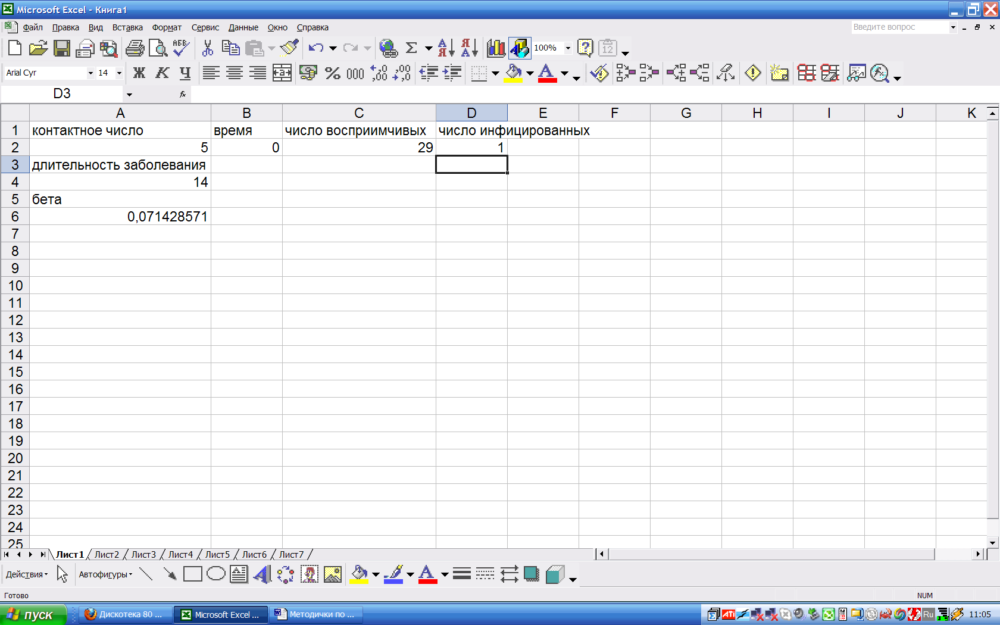 Microsoft Excel - Книга1
Файл Правка Вид Вставка Формат Сервис Данные Окно Справка Введите вопрос
100%
Arial Cyr 14 Ж К Ч % 000
D3 fx
A B C D E F G H I J K
1 контактное число время число восприимчивых число инфицированных
2 5 0 29 1
3 длительность заболевания
4 14
5 бета
6 0,071428571
7
8
9
10
11
12
13
14
15
16
17
18
19
20
21
22
23
24
25
Лист1 Лист2 Лист3 Лист4 Лист5 Лист6 Лист7
Действия Автофигуры
Готово NUM
пуск Дискотека 80 ... Microsoft Excel ... Методички по ... ATI Ru 11:05